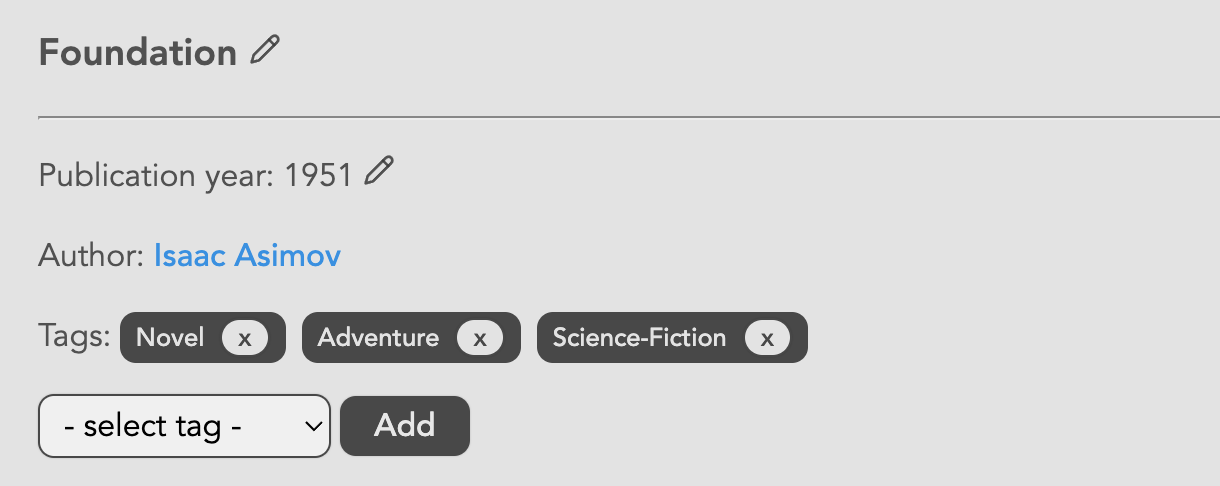 Foundation
Publication year: 1951
Author: Isaac Asimov
Tags: Novel x Adventure x Science-Fiction x
- select tag - Add